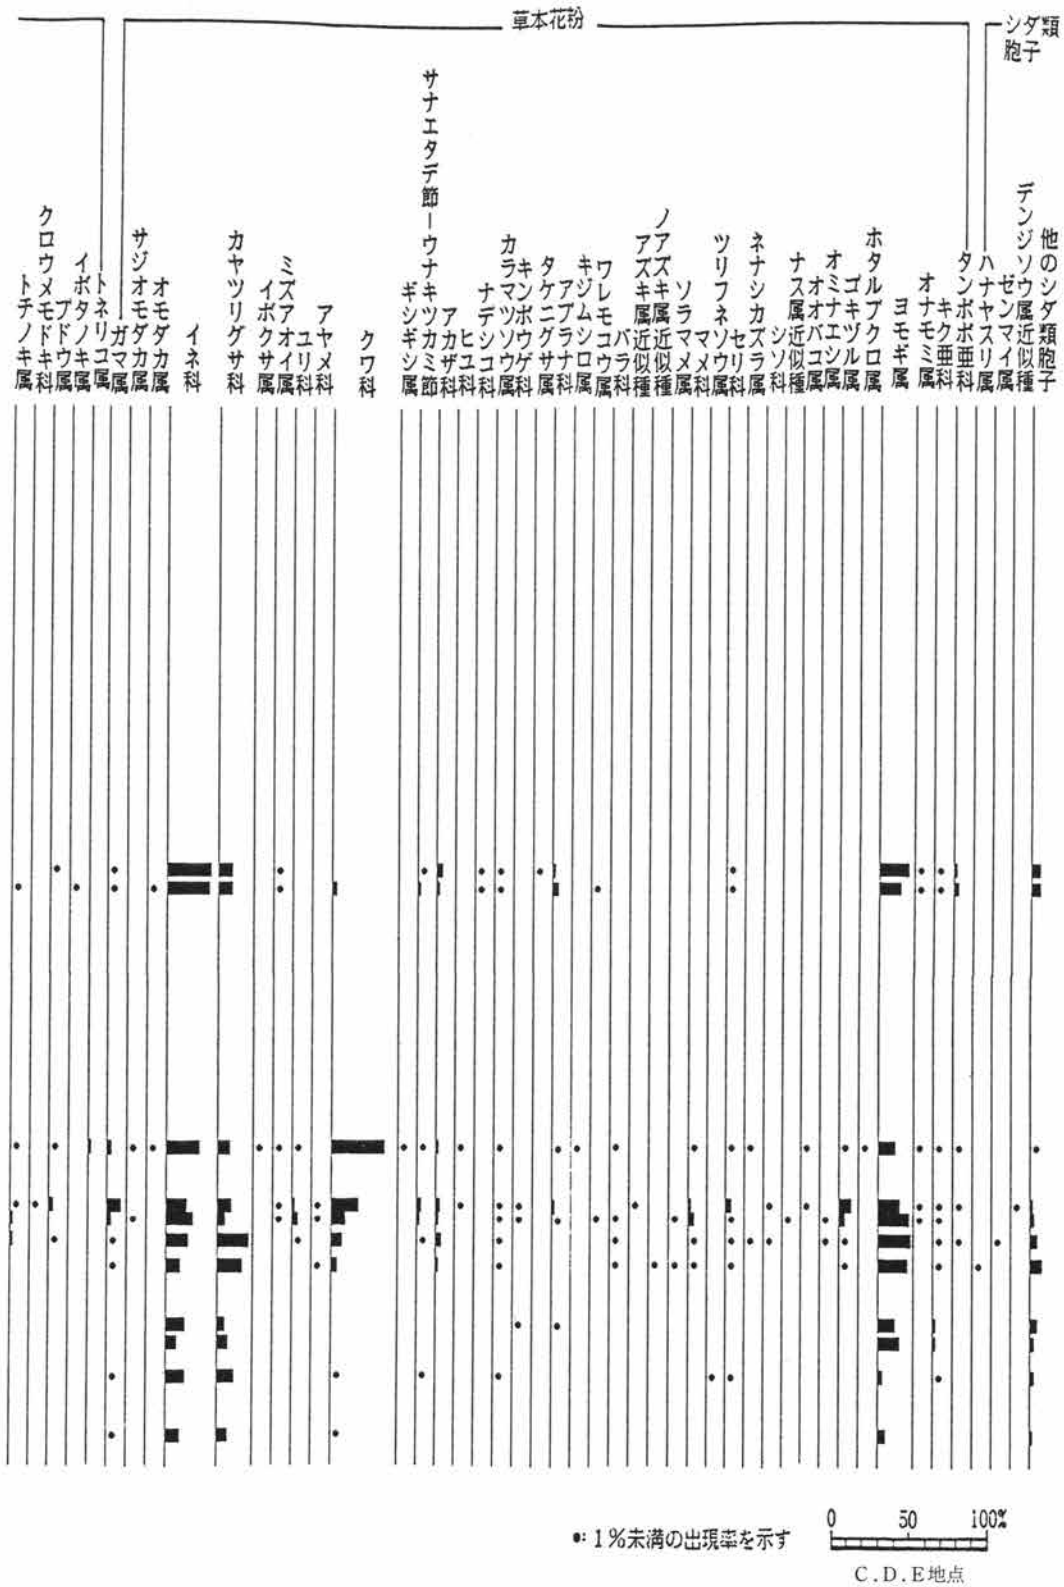 草本花粉
シダ類
胞子
トチノキ属
クロウメモドキ科
ブドウ属
イボタノキ属
トネリコ属
ガマ属
サジオモダカ属
オモダカ属
イネ科
カヤツリグサ科
イボクサ属
ミズアオイ属
ユリ科
アヤメ科
クワ科
ギシギシ属
サナエタデ節-ウナギツカミ節
アカザ科
ヒユ科
ナデシコ科
カラマツソウ属
キンポウゲ科
タケニグサ属
アブラナ科
キジムシロ属
ワレモコウ属
バラ科
アズキ属近似種
ノアズキ属近似種
ソラマメ属
マメ科
ツリフネソウ属
セリ科
ネナシカズラ属
シソ科
ナス属近似種
オオバコ属
オミナエシ属
ゴキヅル属
ホタルブクロ属
ヨモギ属
オナモミ属
キク亜科
タンポポ亜科
ハナヤスリ属
ゼンマイ属
デンジソウ属近似種
他のシダ類胞子
●: 1%未満の出現率を示す
0 50 100%
C.D.E地点